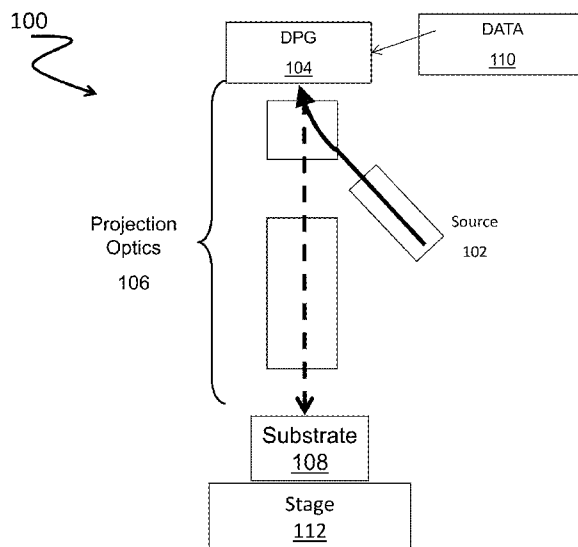 100
DPG
104
DATA
110
Projection
Optics
106
Source
102
Substrate
108
Stage
112